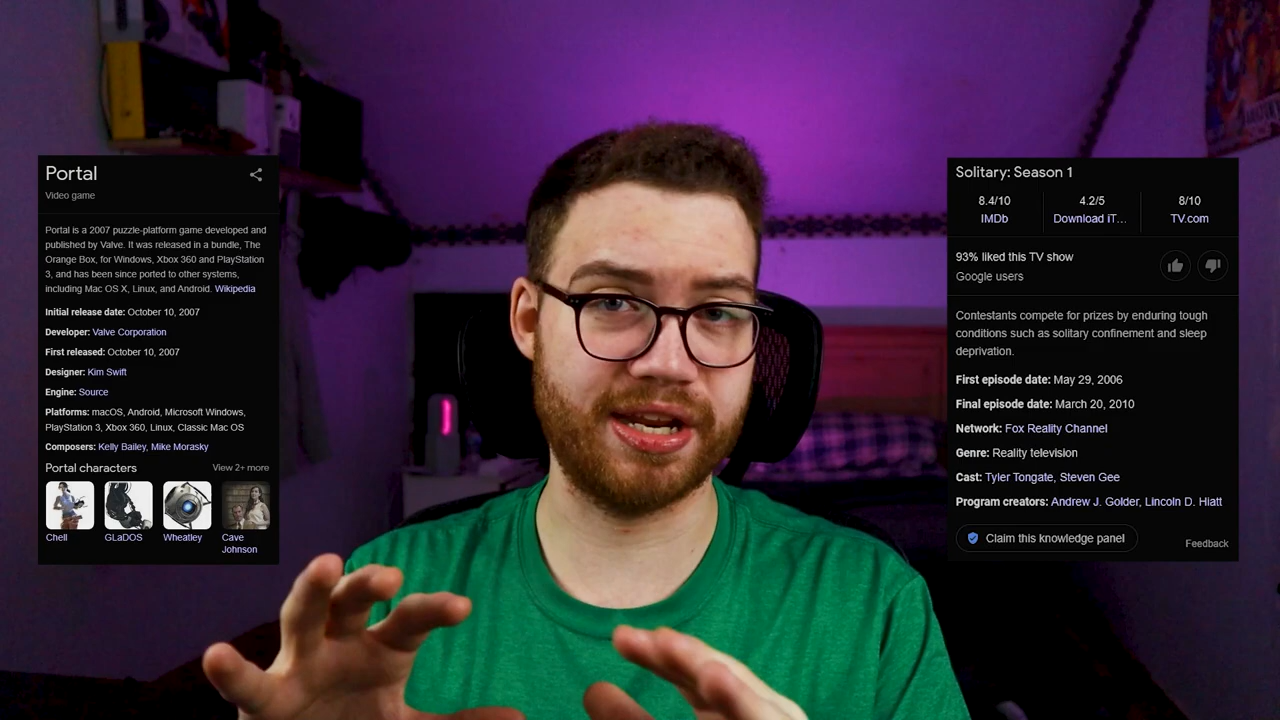 Portal
Video game
Portal is a 2007 puzzle-platform game developed and
published by Valve. It was released in a bundle, The
Orange Box, for Windows, Xbox 360 and PlayStation
3, and has been since ported to other systems,
including Mac OS X, Linux, and Android. Wikipedia
Initial release date: October 10, 2007
Developer: Valve Corporation
First released: October 10, 2007
Designer: Kim Swift
Engine: Source
Platforms: macOS, Android, Microsoft Windows,
PlayStation 3, Xbox 360, Linux, Classic Mac OS
Composers: Kelly Bailey, Mike Morasky
Portal characters View 2+ more
Chell GLaDOS Wheatley Cave
Johnson
Solitary: Season 1
8.4/10 4.2/5 8/10
IMDb Download iT... TV.com
93% liked this TV show
Google users
Contestants compete for prizes by enduring tough
conditions such as solitary confinement and sleep
deprivation.
First episode date: May 29, 2006
Final episode date: March 20, 2010
Network: Fox Reality Channel
Genre: Reality television
Cast: Tyler Tongate, Steven Gee
Program creators: Andrew J. Golder, Lincoln D. Hiatt
Claim this knowledge panel
Feedback